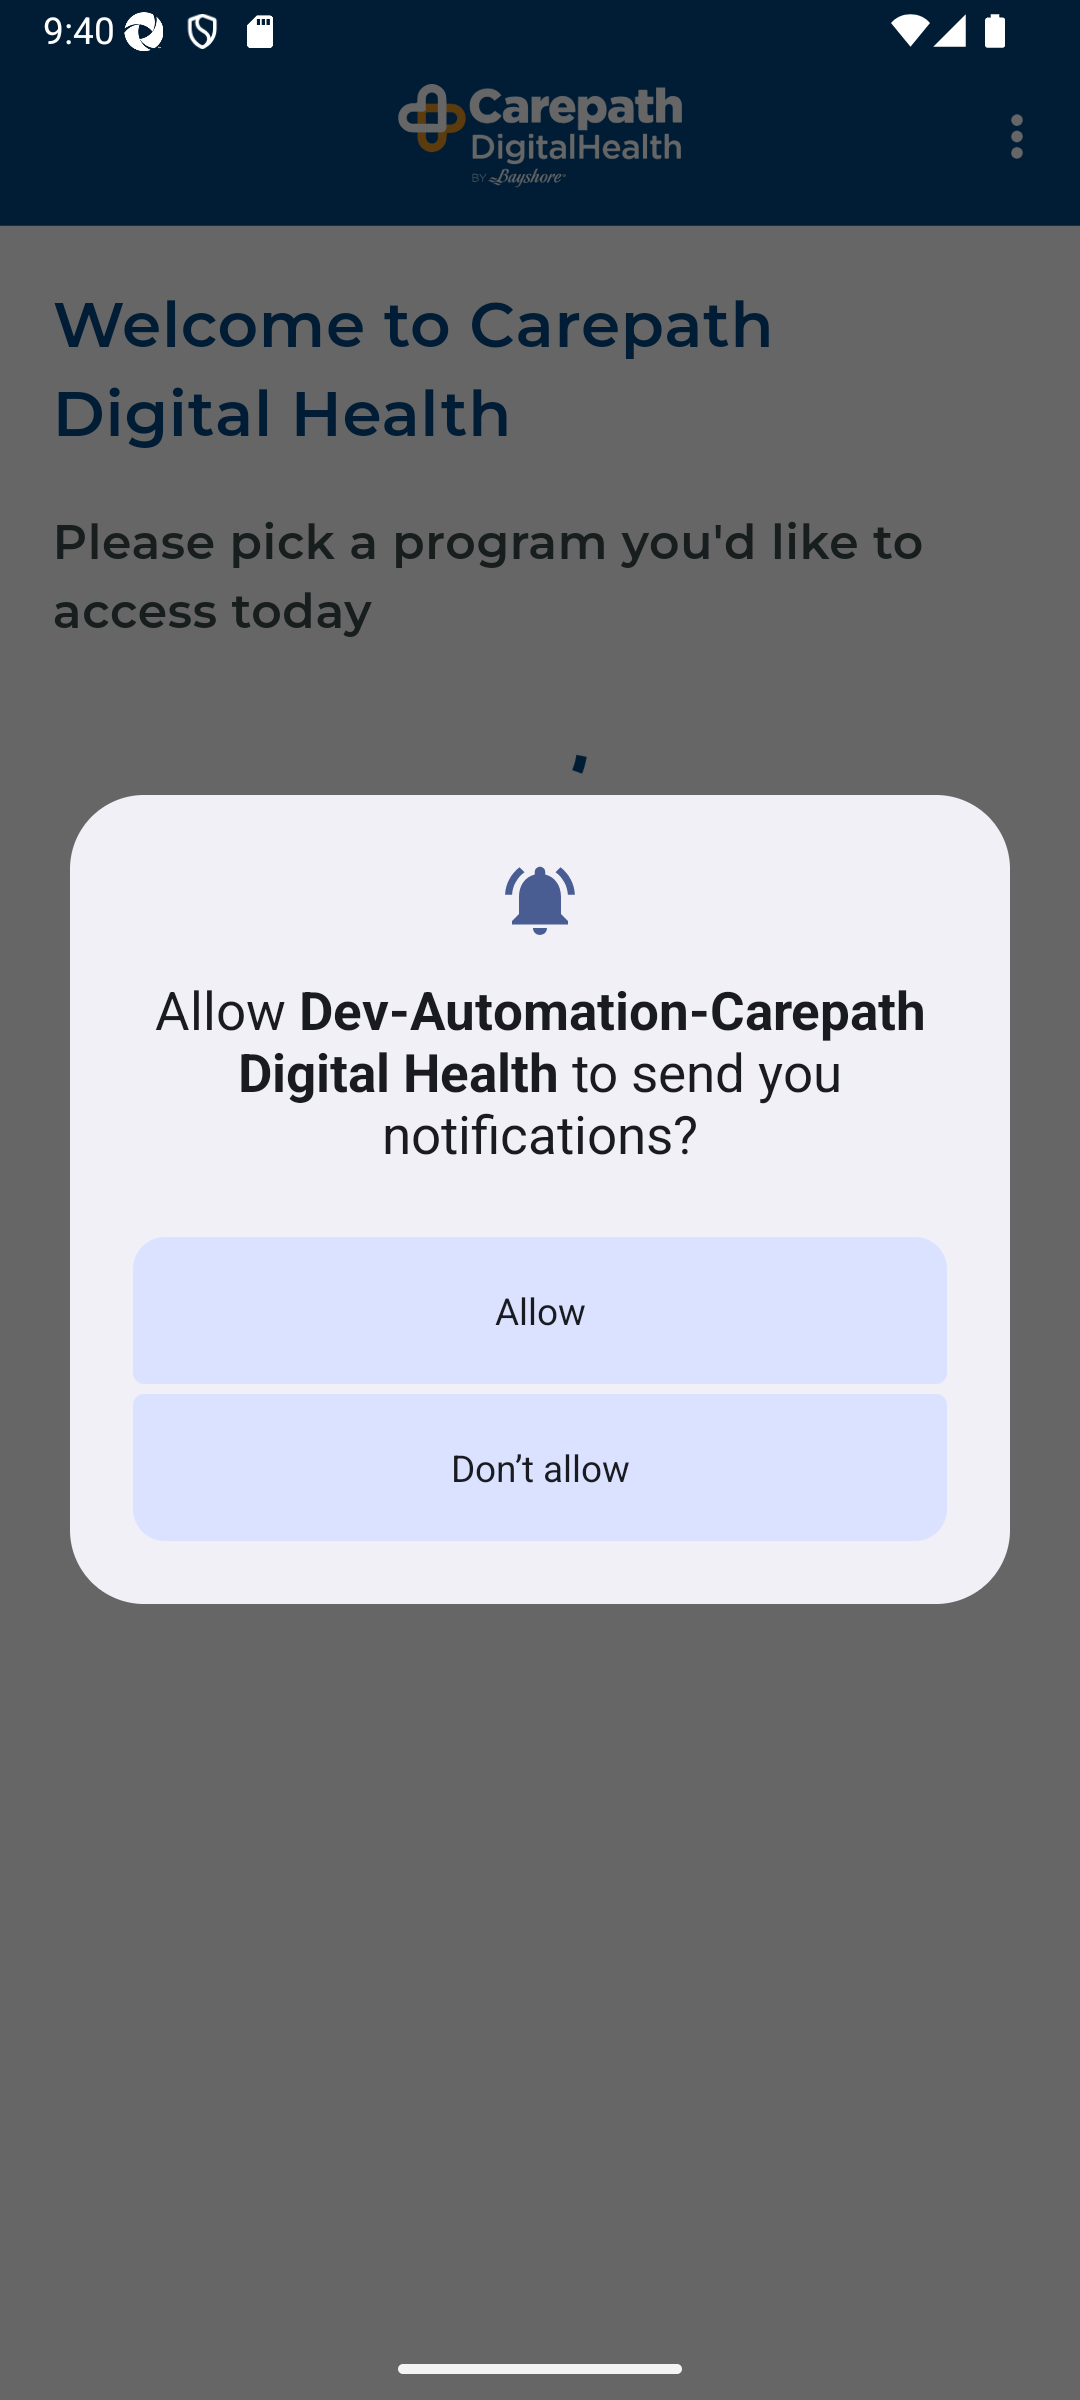 9:40
Carepath
DigitalHealth
BY Bayshore
Welcome to Carepath
Digital Health
Please pick a program you'd like to
access today
Allow Dev-Automation-Carepath
Digital Health to send you
notifications?
Allow
Don’t allow